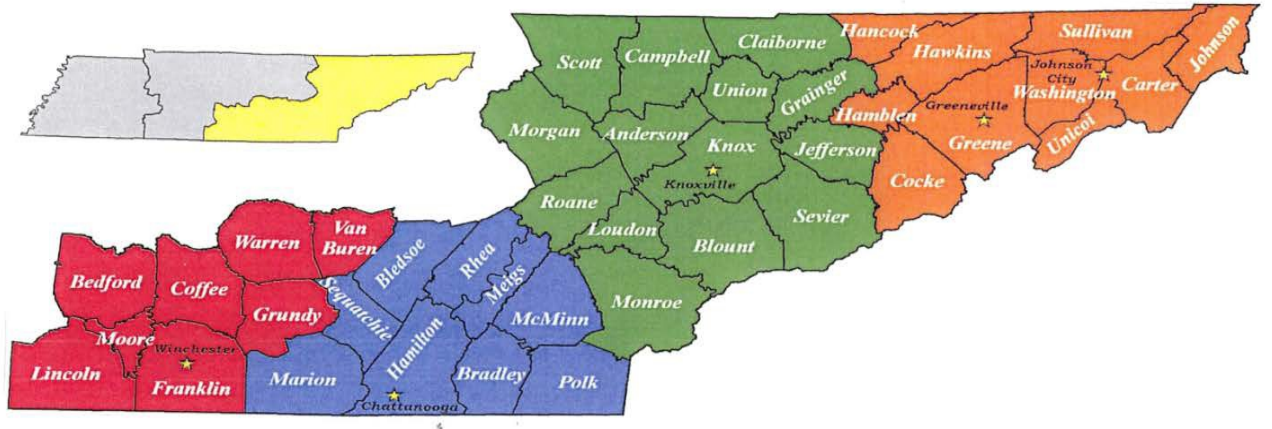 Scott
Campbell
Claiborne
Hancock
Hawkins
Sullivan
Johnson
Union
Grainger
Johnson
City
Washington
Carter
Morgan
Anderson
Knox
Knoxville
Jefferson
Hamblen
Greeneville
Greene
Unicoi
Cocke
Roane
Loudon
Blount
Sevier
Monroe
Warren
Van
Buren
Bledsoe
Rhea
Meigs
Bedford
Coffee
Grundy
Sequatchie
Hamilton
McMinn
Moore
Winchester
Lincoln
Franklin
Marion
Chattanooga
Bradley
Polk